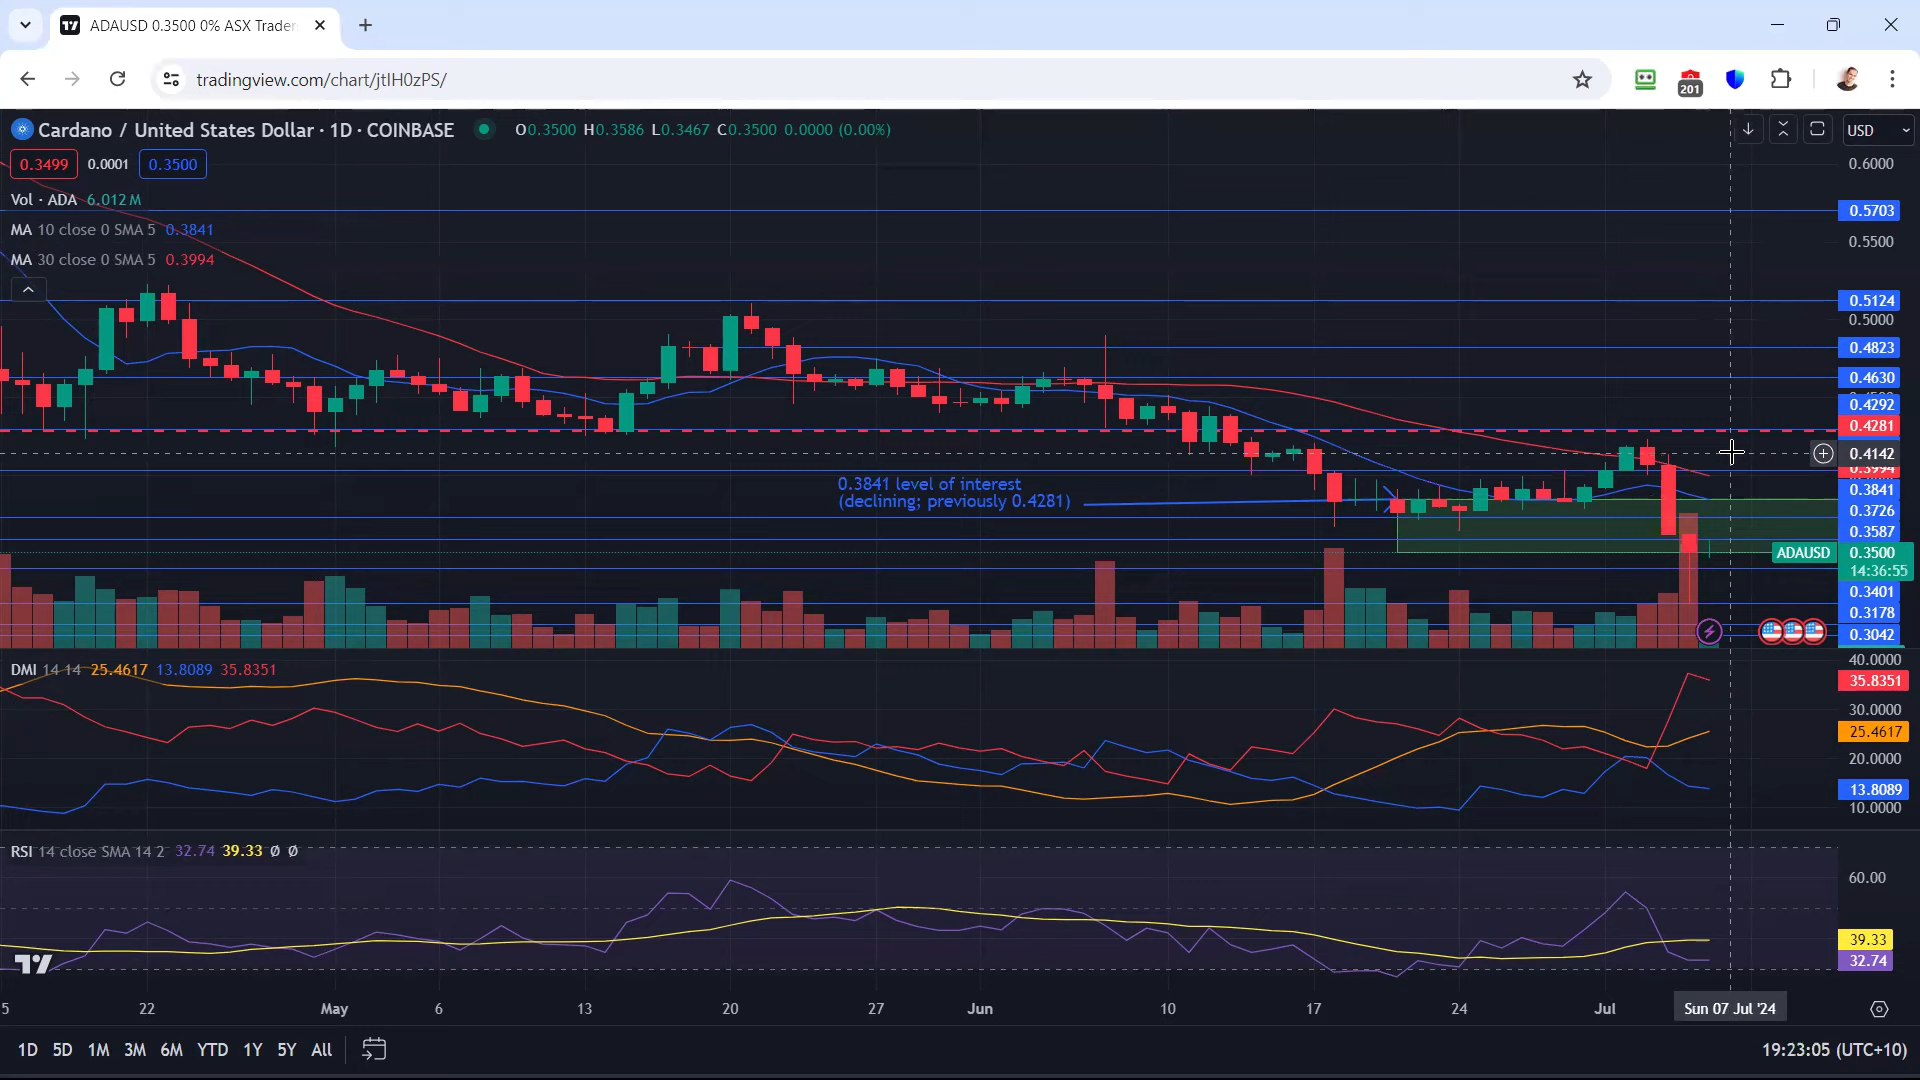 ADAUSD 0.3500 0% ASX Trader
tradingview.com/chart/jtlH0zPS/
201
Cardano / United States Dollar · 1D · COINBASE O0.3500 H0.3586 L0.3467 C0.3500 0.0000 (0.00%)
USD
0.3499 0.0001 0.3500
Vol · ADA 6.012M
MA 10 close 0 SMA 5 0.3841
MA 30 close 0 SMA 5 0.3994
0.6000
0.5703
0.5500
0.5124
0.5000
0.4823
0.4630
0.4292
0.4281
0.4142
0.3994
0.3841
0.3726
0.3587
ADAUSD 0.3500
14:36:55
0.3401
0.3178
0.3042
0.3841 level of interest
(declining; previously 0.4281)
DMI 14 14 25.4617 13.8089 35.8351
40.0000
35.8351
30.0000
25.4617
20.0000
13.8089
10.0000
RSI 14 close SMA 14 2 32.74 39.33 Ø Ø
60.00
39.33
32.74
5 22 May 6 13 20 27 Jun 10 17 24 Jul Sun 07 Jul '24
1D 5D 1M 3M 6M YTD 1Y 5Y All 19:23:05 (UTC+10)